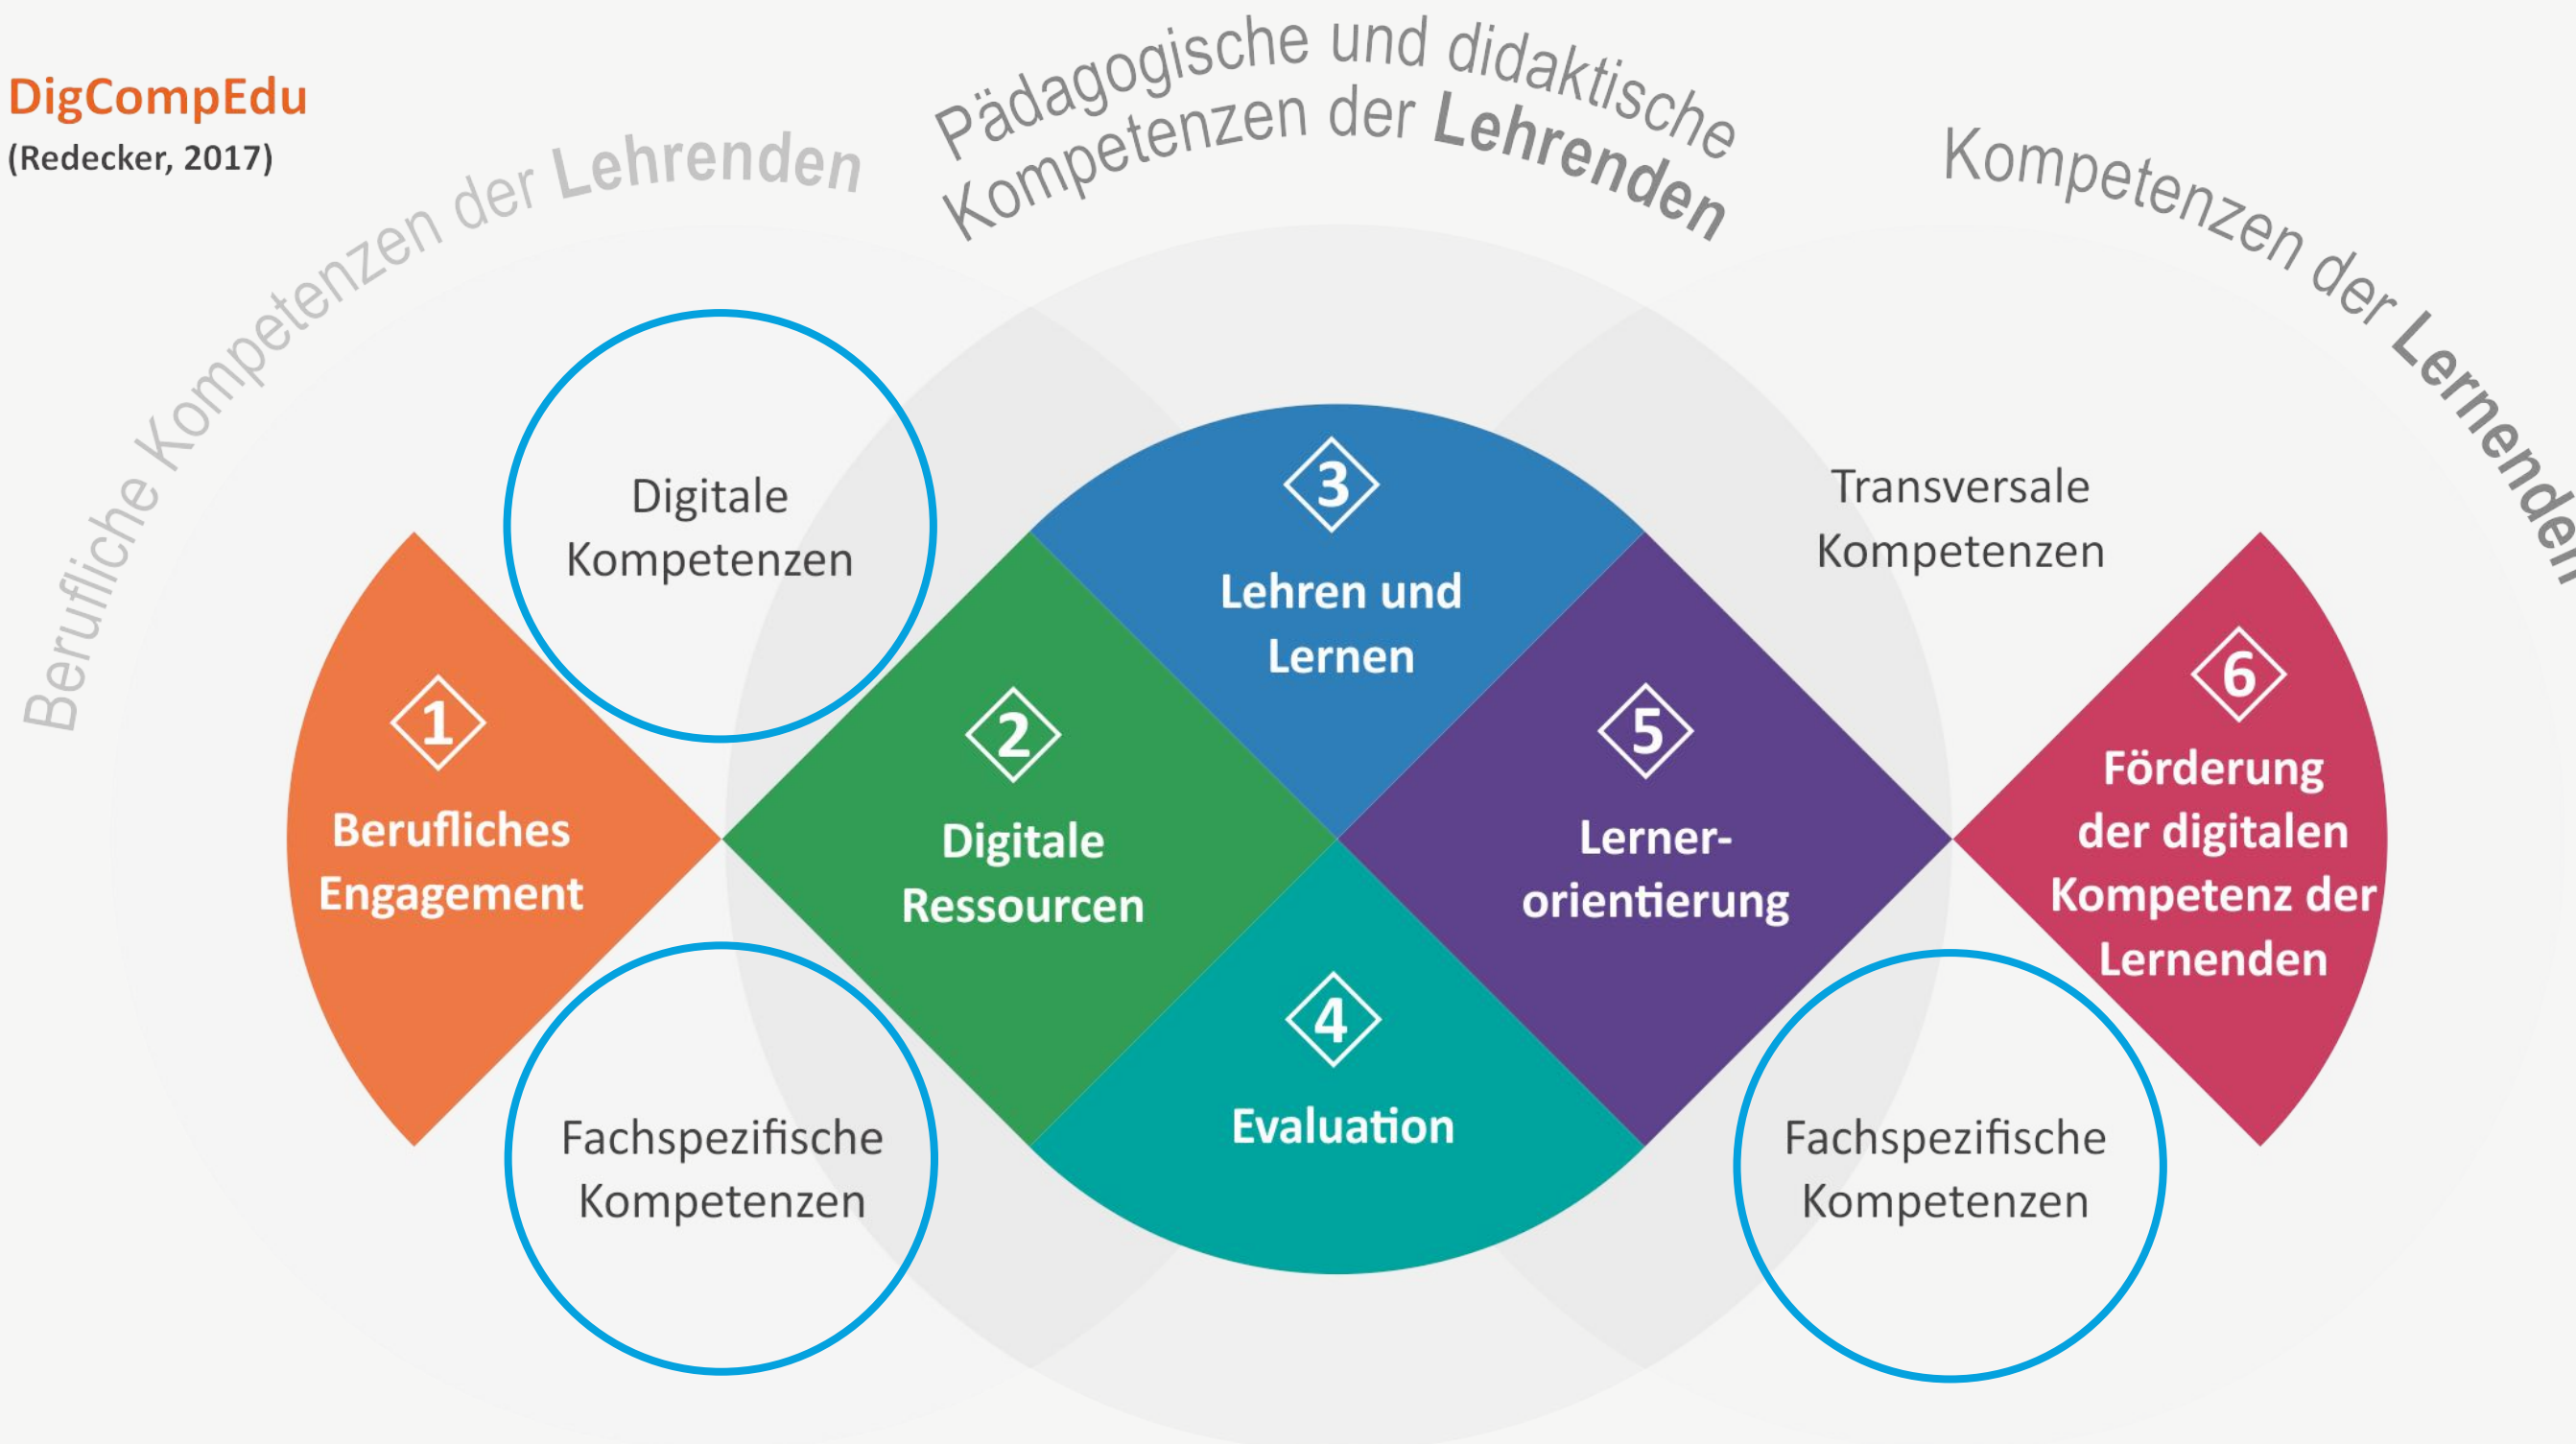 DigCompEdu
(Redecker, 2017)
Berufliche Kompetenzen der Lehrenden
Pädagogische und didaktische
Kompetenzen der Lehrenden
Kompetenzen der Lernenden
Digitale
Kompetenzen
Fachspezifische
Kompetenzen
1
Berufliches
Engagement
2
Digitale
Ressourcen
3
Lehren und
Lernen
4
Evaluation
5
Lerner-
orientierung
Transversale
Kompetenzen
Fachspezifische
Kompetenzen
6
Förderung
der digitalen
Kompetenz der
Lernenden